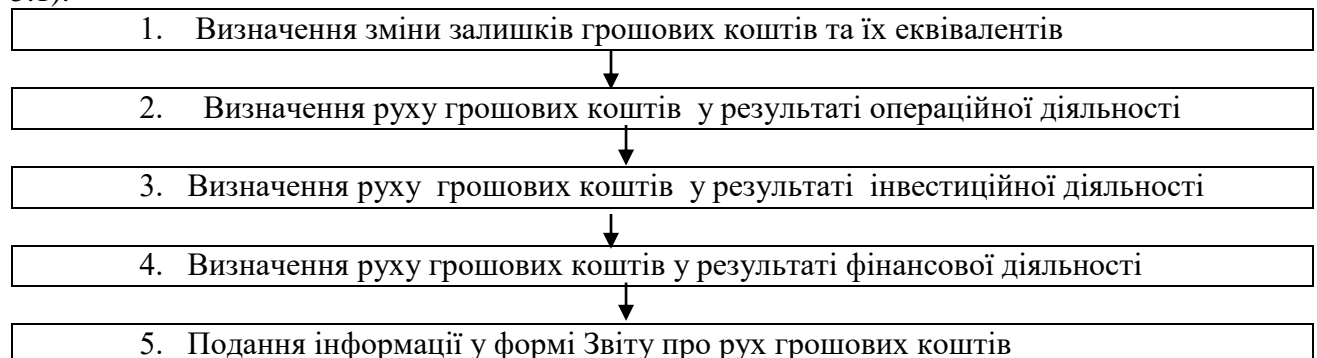 1. Визначення зміни залишків грошових коштів та їх еквівалентів
2. Визначення руху грошових коштів у результаті операційної діяльності
3. Визначення руху грошових коштів у результаті інвестиційної діяльності
4. Визначення руху грошових коштів у результаті фінансової діяльності
5. Подання інформації у формі Звіту про рух грошових коштів